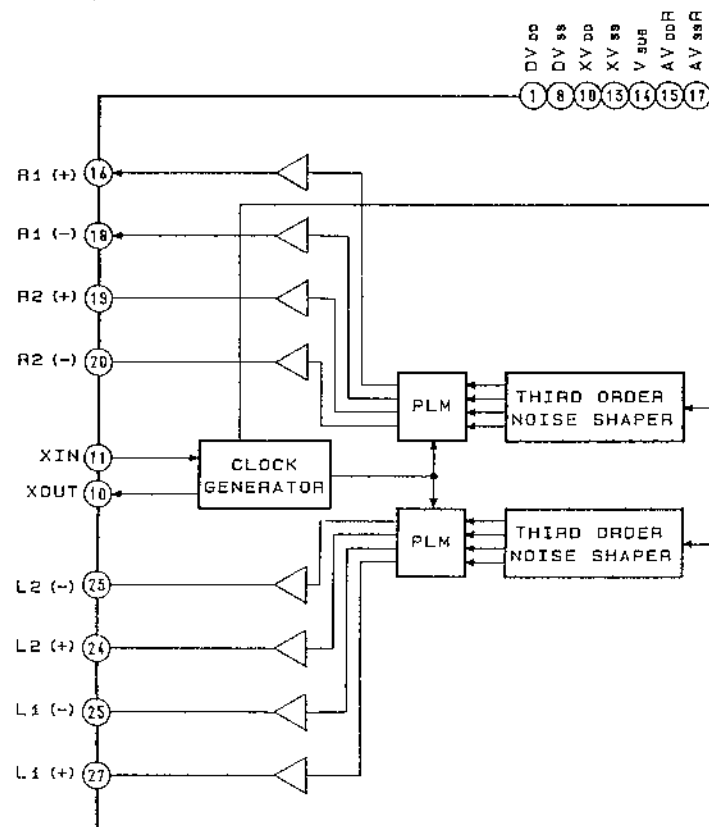 DVDD
DVSS
XVDD
XVSS
VSUB
AVDDR
AVSSR
1 8 10 13 14 15 17
R1 (+) 16
R1 (-) 18
R2 (+) 19
R2 (-) 20
PLM
THIRD ORDER
NOISE SHAPER
XIN 11
XOUT 10
CLOCK
GENERATOR
PLM
THIRD ORDER
NOISE SHAPER
L2 (-) 23
L2 (+) 24
L1 (-) 25
L1 (+) 27